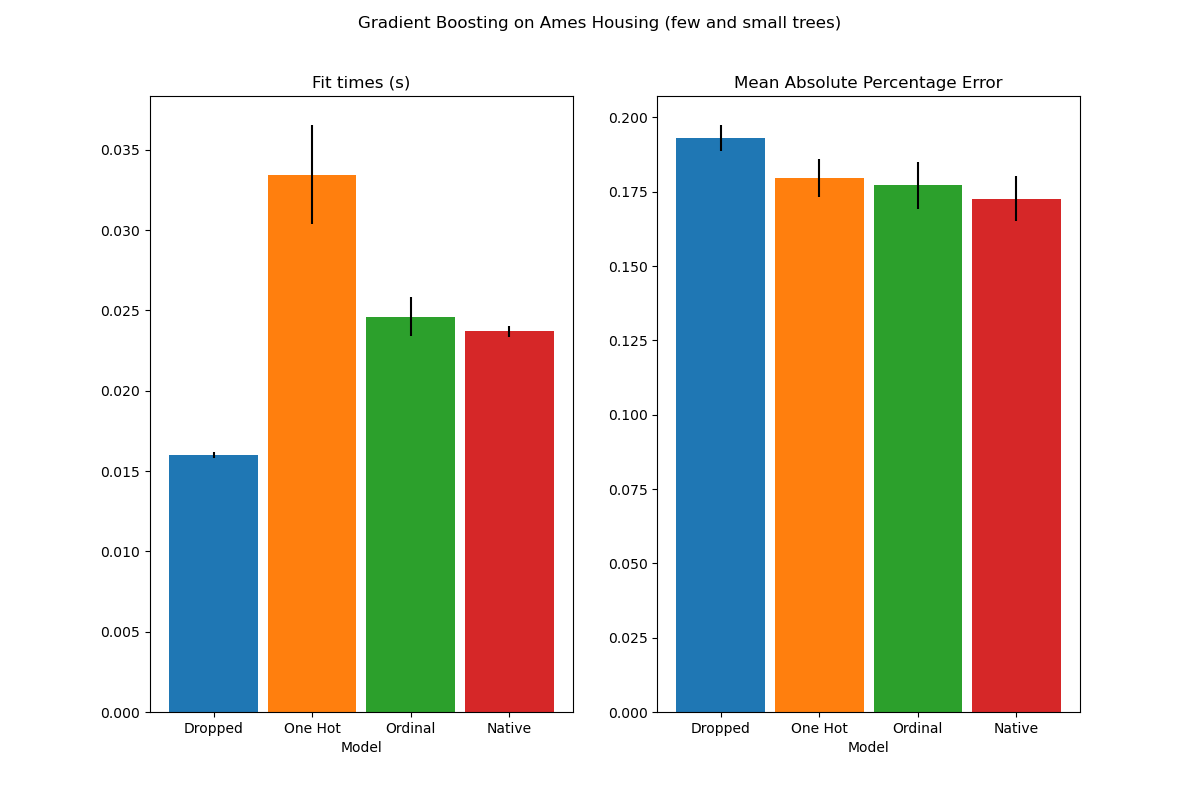 Gradient Boosting on Ames Housing (few and small trees)
Fit times (s)
0.035
0.030
0.025
0.020
0.015
0.010
0.005
0.000
Dropped One Hot Ordinal Native
Model
Mean Absolute Percentage Error
0.200
0.175
0.150
0.125
0.100
0.075
0.050
0.025
0.000
Dropped One Hot Ordinal Native
Model